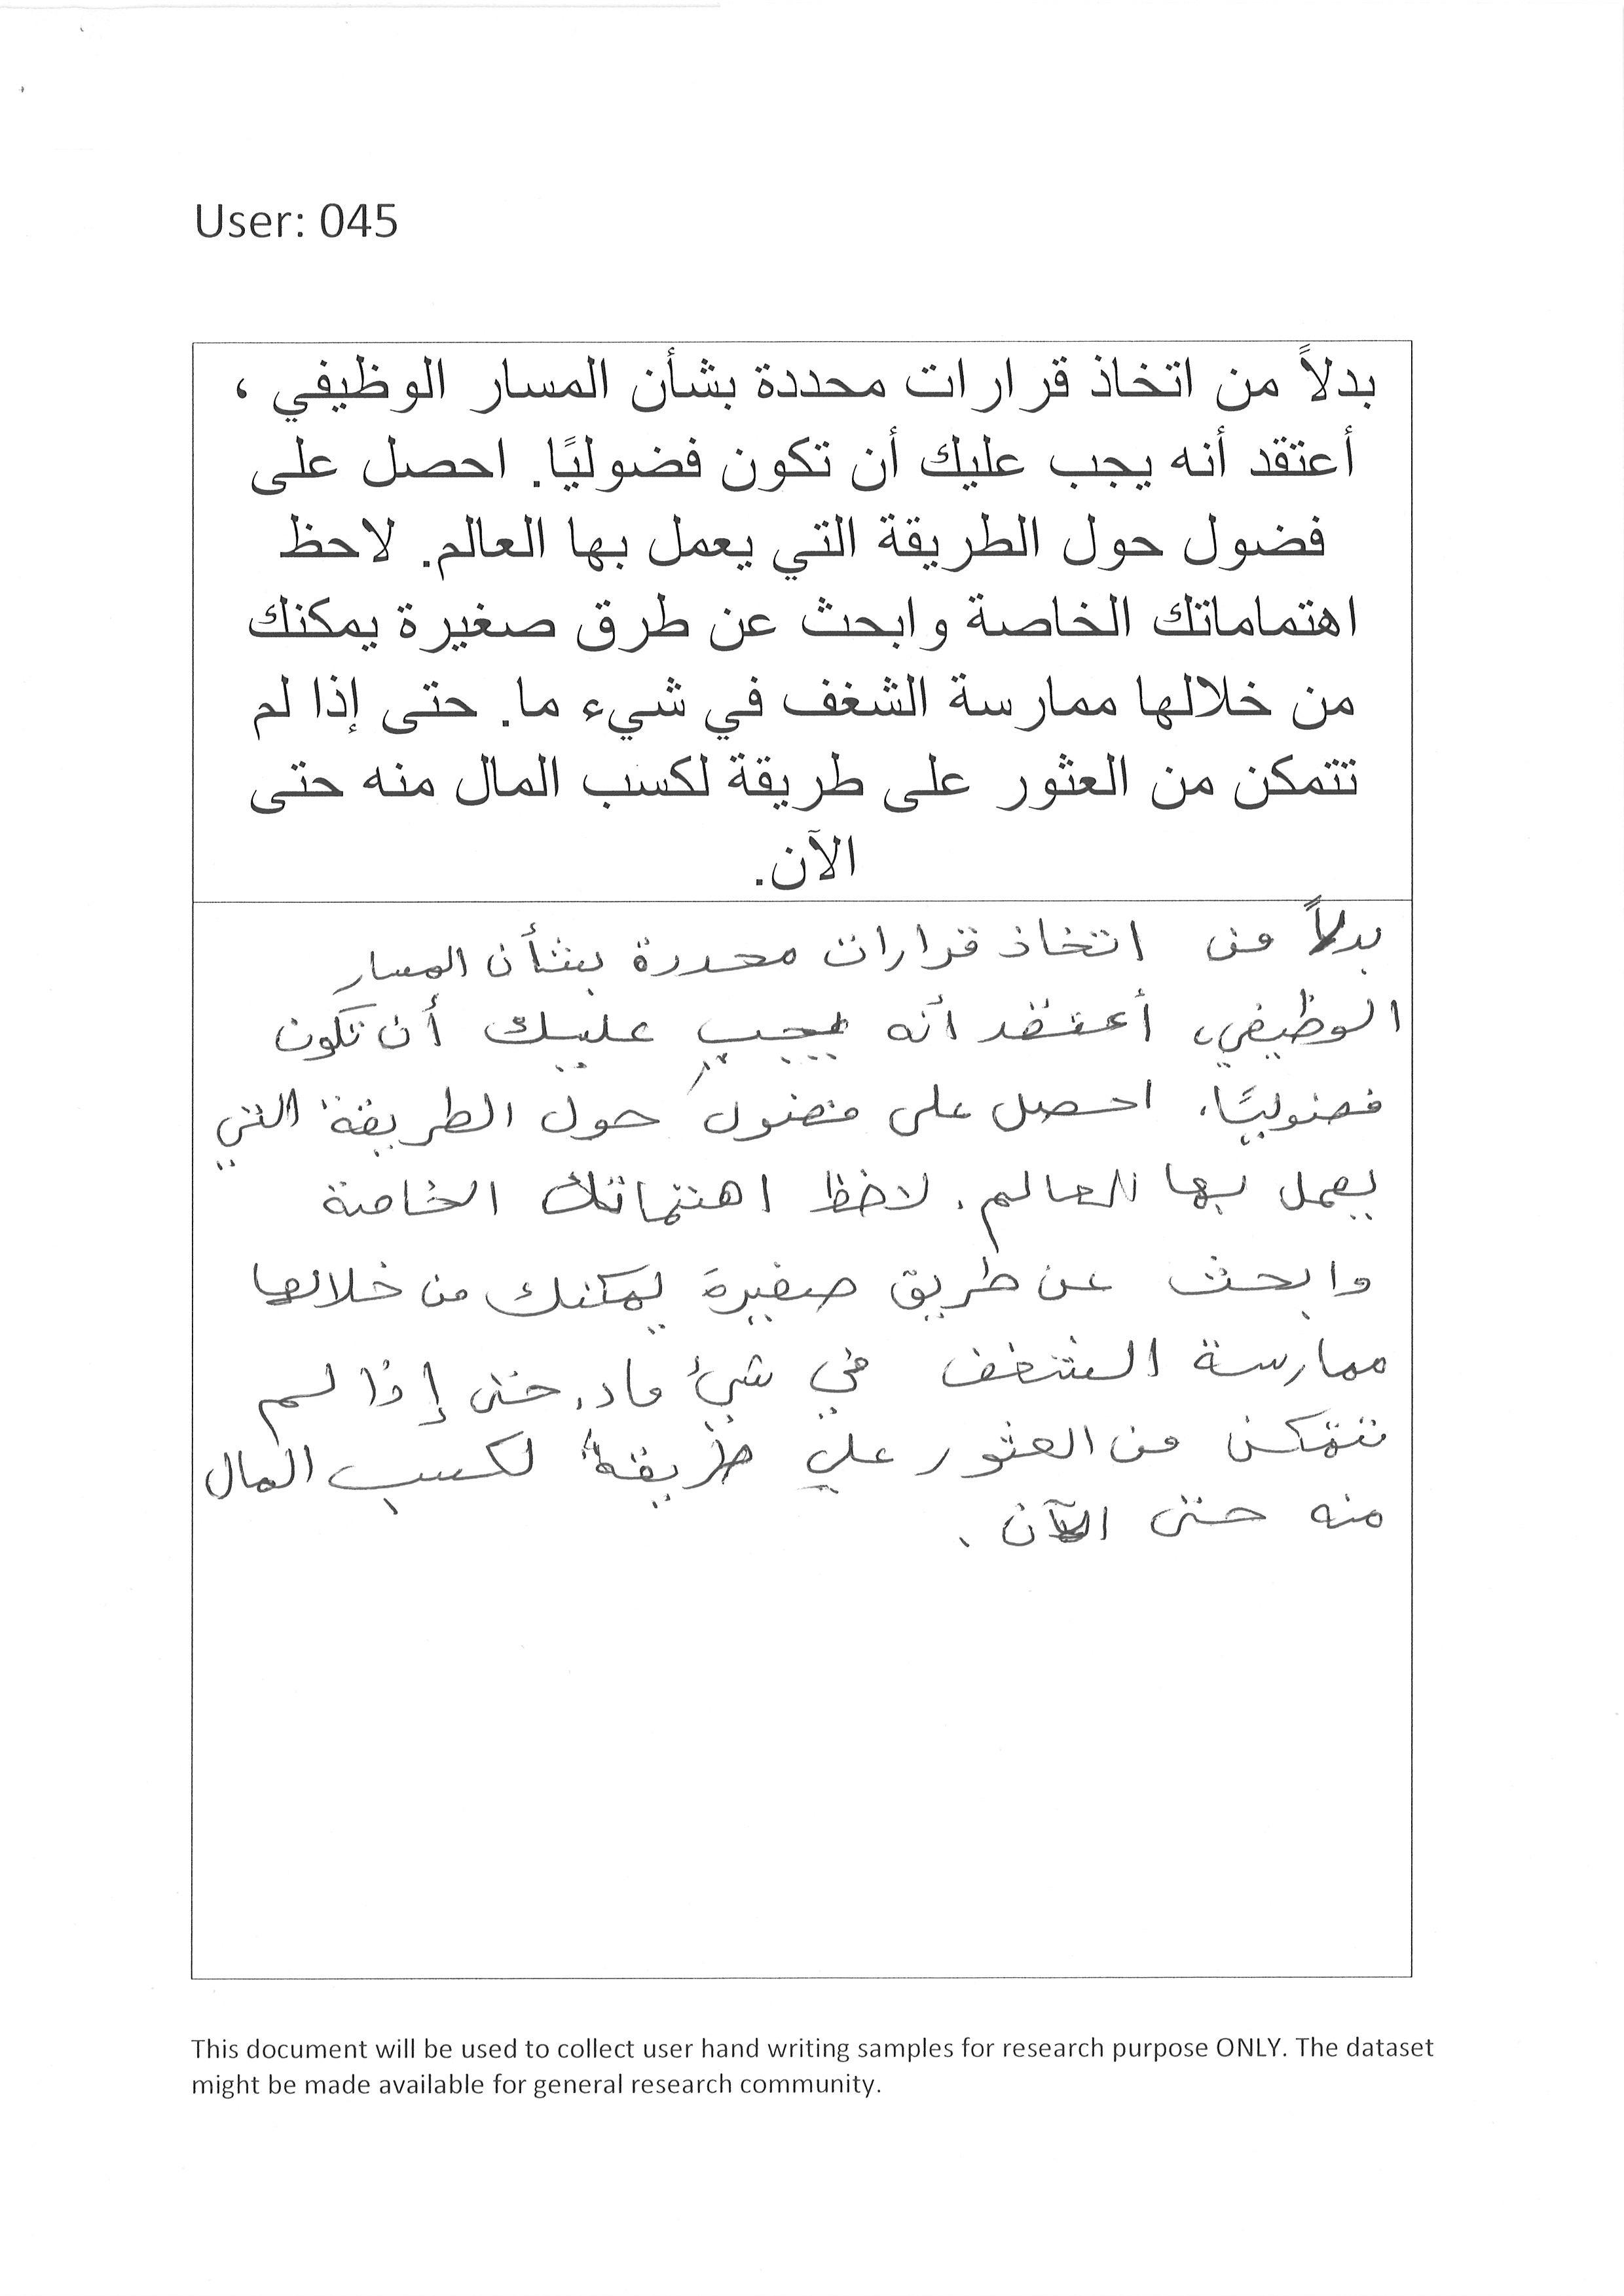 User: 045
بدلاً من اتخاذ قرارات محددة بشأن المسار الوظيفي ،
أعتقد أنه يجب عليك أن تكون فضوليًا. احصل على
فضول حول الطريقة التي يعمل بها العالم. لاحظ
اهتماماتك الخاصة وابحث عن طرق صغيرة يمكنك
من خلالها ممارسة الشغف في شيء ما. حتى إذا لم
تتمكن من العثور على طريقة لكسب المال منه حتى
الآن.
بدلاً من اتخاذ قرارات محددة بشأن المسار
الوظيفي، أعتقد أنه يجب عليك أن تكون
فضوليًا. احصل على فضول حول الطريقة التي
يعمل بها العالم. لاحظ اهتماتك الخاصة
وابحث عن طريق صغيرة يمكنك من خلالها
ممارسة الشغف في شيئ ماد. حتى إذا لم
تتمكن من العثور علي طريقة لكسب المال
منه حتى الآن.
This document will be used to collect user hand writing samples for research purpose ONLY. The dataset
might be made available for general research community.